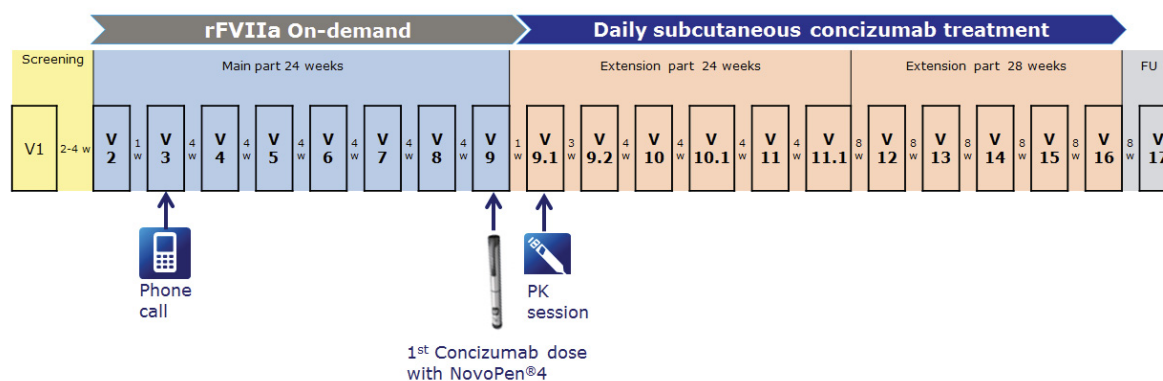 rFVIIa On-demand
Daily subcutaneous concizumab treatment
Screening
Main part 24 weeks
Extension part 24 weeks
Extension part 28 weeks
FU
V1
2-4 w
V 2
1 w
V 3
4 w
V 4
4 w
V 5
4 w
V 6
4 w
V 7
4 w
V 8
4 w
V 9
1 w
V 9.1
3 w
V 9.2
4 w
V 10
4 w
V 10.1
4 w
V 11
4 w
V 11.1
8 w
V 12
8 w
V 13
8 w
V 14
8 w
V 15
8 w
V 16
8 w
V 17
Phone
call
PK
session
1st Concizumab dose
with NovoPen®4